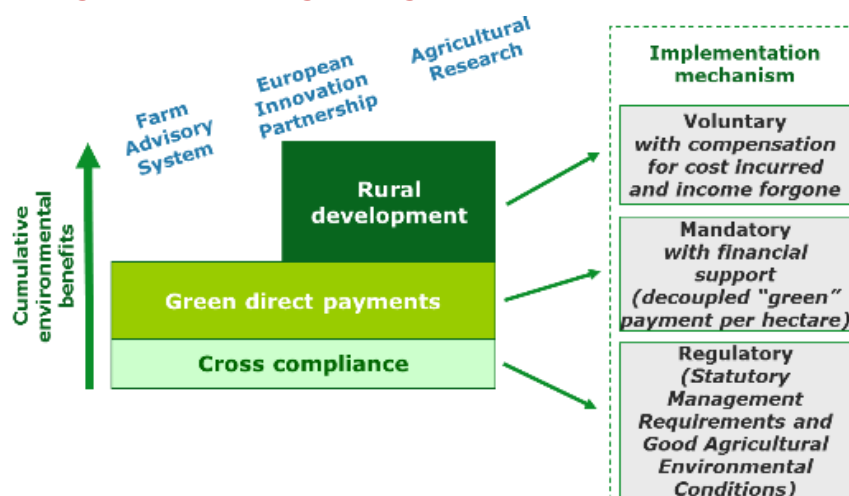 Farm
Advisory
System
European
Innovation
Partnership
Agricultural
Research
Cumulative
environmental
benefits
Rural
development
Green direct payments
Cross compliance
Implementation
mechanism
Voluntary
with compensation
for cost incurred
and income forgone
Mandatory
with financial
support
(decoupled “green”
payment per hectare)
Regulatory
(Statutory
Management
Requirements and
Good Agricultural
Environmental
Conditions)